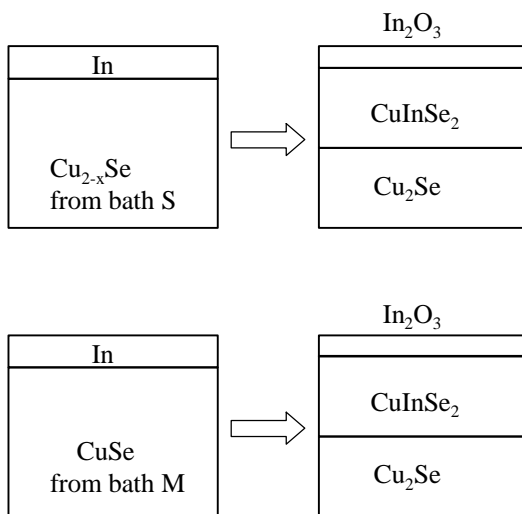 In
Cu₂₋ₓSe
from bath S
In₂O₃
CuInSe₂
Cu₂Se
In
CuSe
from bath M
In₂O₃
CuInSe₂
Cu₂Se